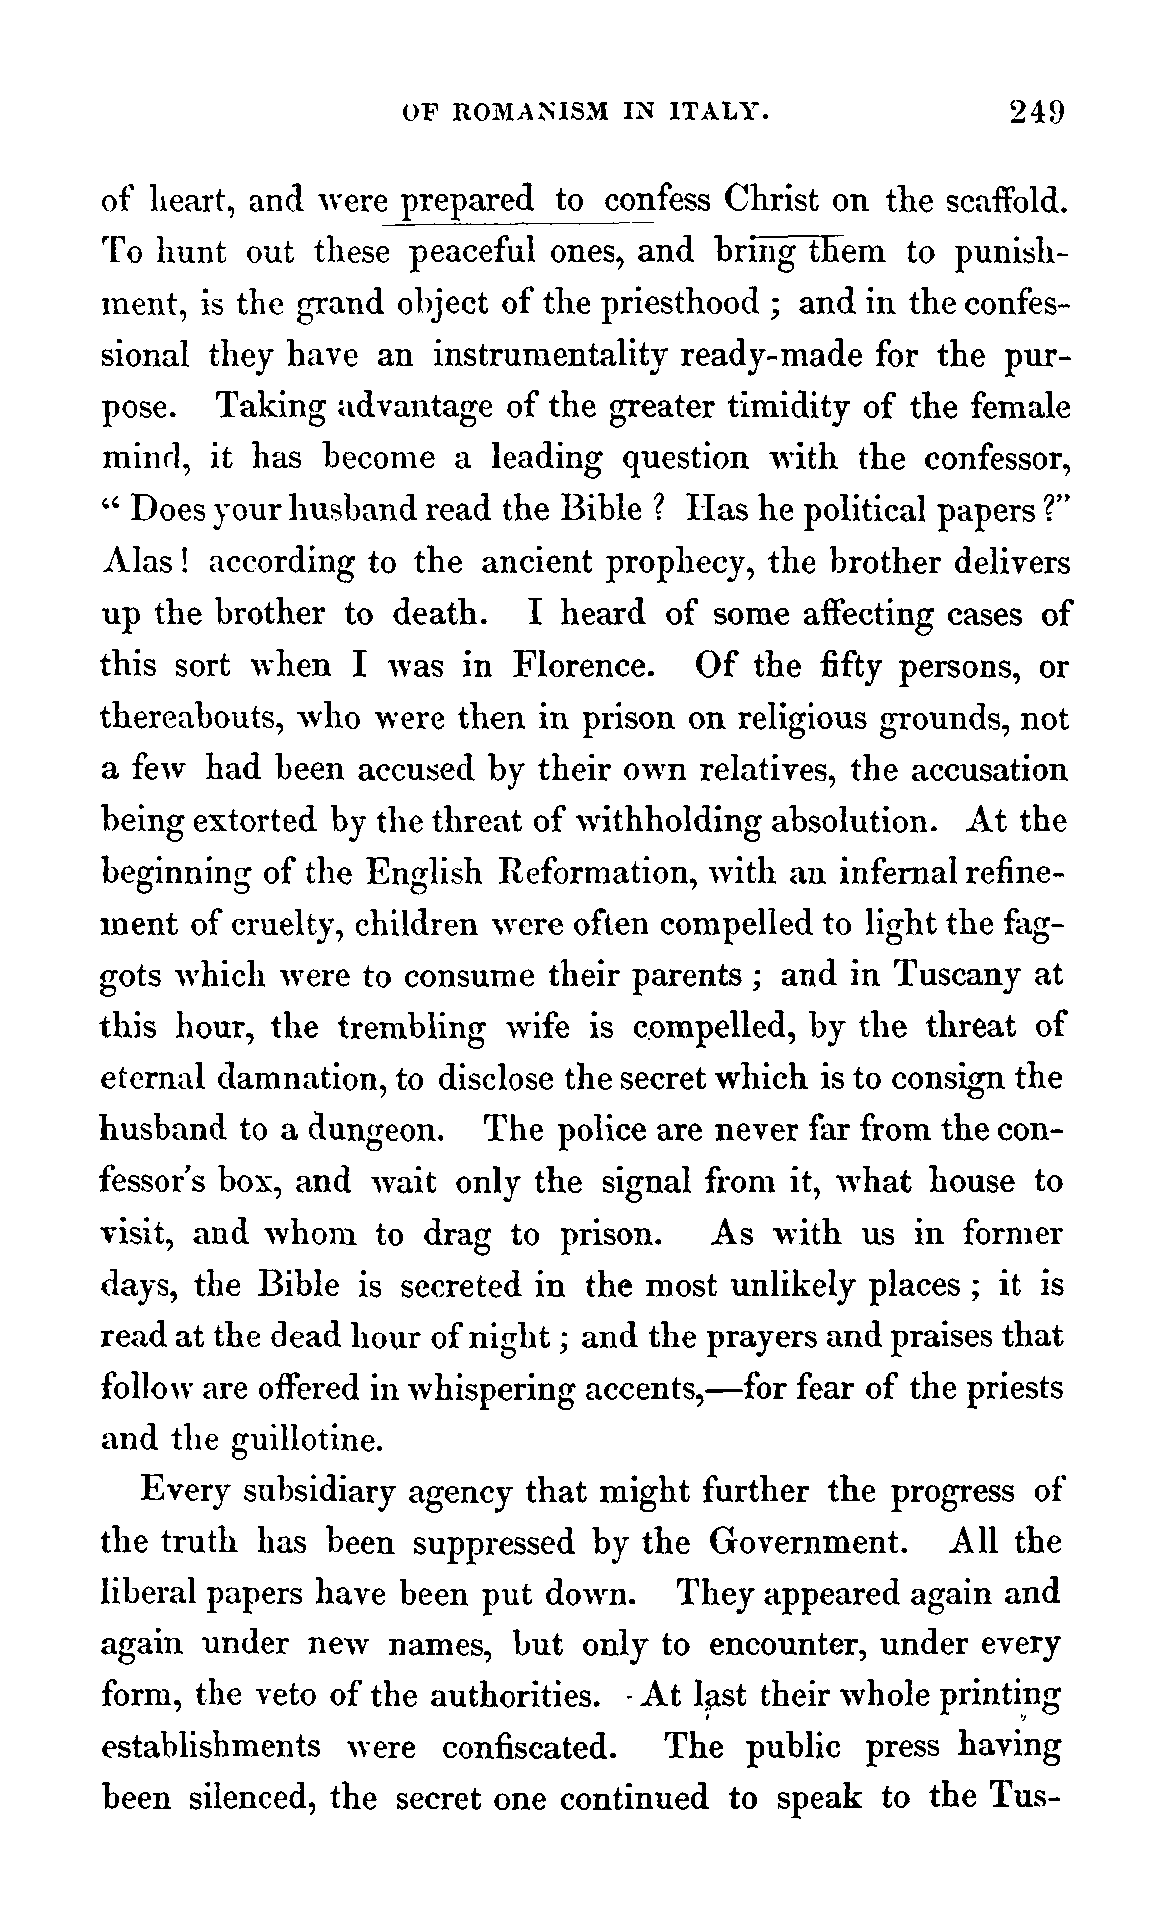 OF ROMANISM IN ITALY. 249
of heart, and were prepared to confess Christ on the scaffold.
To hunt out these peaceful ones, and bring them to punish-
ment, is the grand object of the priesthood ; and in the confes-
sional they have an instrumentality ready-made for the pur-
pose. Taking advantage of the greater timidity of the female
mind, it has become a leading question with the confessor,
“ Does your husband read the Bible ? Has he political papers ?”
Alas ! according to the ancient prophecy, the brother delivers
up the brother to death. I heard of some affecting cases of
this sort when I was in Florence. Of the fifty persons, or
thereabouts, who were then in prison on religious grounds, not
a few had been accused by their own relatives, the accusation
being extorted by the threat of withholding absolution. At the
beginning of the English Reformation, with an infernal refine-
ment of cruelty, children were often compelled to light the fag-
gots which were to consume their parents ; and in Tuscany at
this hour, the trembling wife is compelled, by the threat of
eternal damnation, to disclose the secret which is to consign the
husband to a dungeon. The police are never far from the con-
fessor's box, and wait only the signal from it, what house to
visit, and whom to drag to prison. As with us in former
days, the Bible is secreted in the most unlikely places ; it is
read at the dead hour of night ; and the prayers and praises that
follow are offered in whispering accents,—for fear of the priests
and the guillotine.
Every subsidiary agency that might further the progress of
the truth has been suppressed by the Government. All the
liberal papers have been put down. They appeared again and
again under new names, but only to encounter, under every
form, the veto of the authorities. At last their whole printing
establishments were confiscated. The public press having
been silenced, the secret one continued to speak to the Tus-